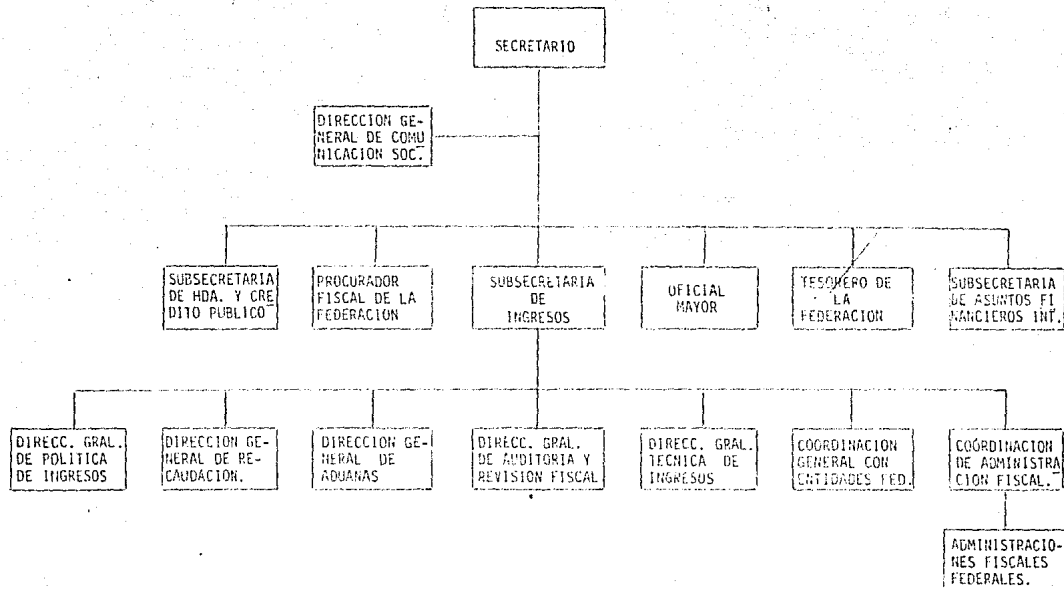 SECRETARIO
DIRECCION GE-
NERAL DE COMU
NICACION SOC.
SUBSECRETARIA
DE HDA. Y CRE
DITO PUBLICO
PROCURADOR
FISCAL DE LA
FEDERACION
SUBSECRETARIA
DE
INGRESOS
OFICIAL
MAYOR
TESORERO DE
LA
FEDERACION
SUBSECRETARIA
DE ASUNTOS FI
NANCIEROS INT.
DIRECC. GRAL.
DE POLITICA
DE INGRESOS
DIRECCION GE-
NERAL DE RE-
CAUDACION.
DIRECCION GE-
NERAL DE
ADUANAS
DIRECC. GRAL.
DE AUDITORIA Y
REVISION FISCAL
DIRECC. GRAL.
TECNICA DE
INGRESOS
COORDINACION
GENERAL CON
ENTIDADES FED.
COORDINACION
DE ADMINISTRA
CION FISCAL.
ADMINISTRACIO-
NES FISCALES
FEDERALES.